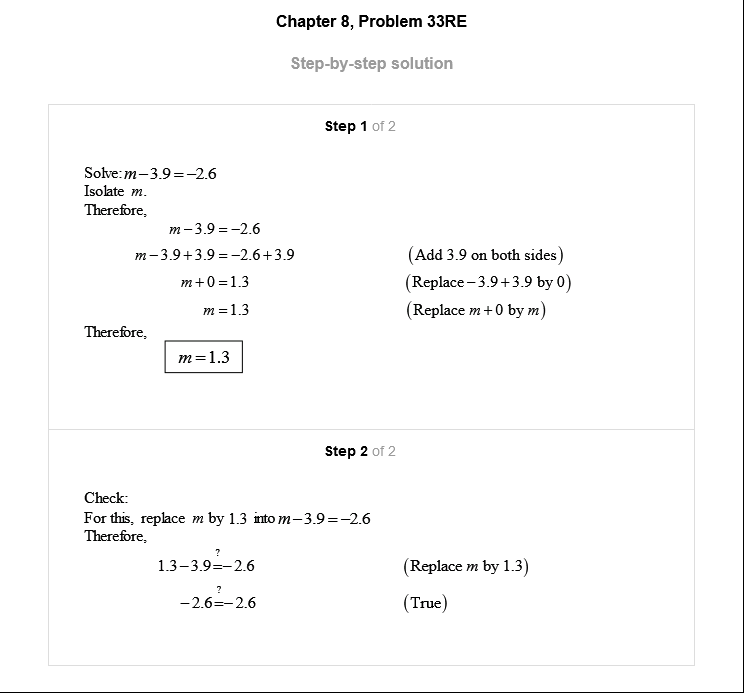 Chapter 8, Problem 33RE
Step-by-step solution
Step 1 of 2
Solve: m−3.9=−2.6
Isolate m.
Therefore,
m−3.9=−2.6
m−3.9+3.9=−2.6+3.9 (Add 3.9 on both sides)
m+0=1.3 (Replace −3.9+3.9 by 0)
m=1.3 (Replace m+0 by m)
Therefore,
m=1.3
Step 2 of 2
Check:
For this, replace m by 1.3 into m−3.9=−2.6
Therefore,
?
1.3−3.9=−2.6 (Replace m by 1.3)
?
−2.6=−2.6 (True)